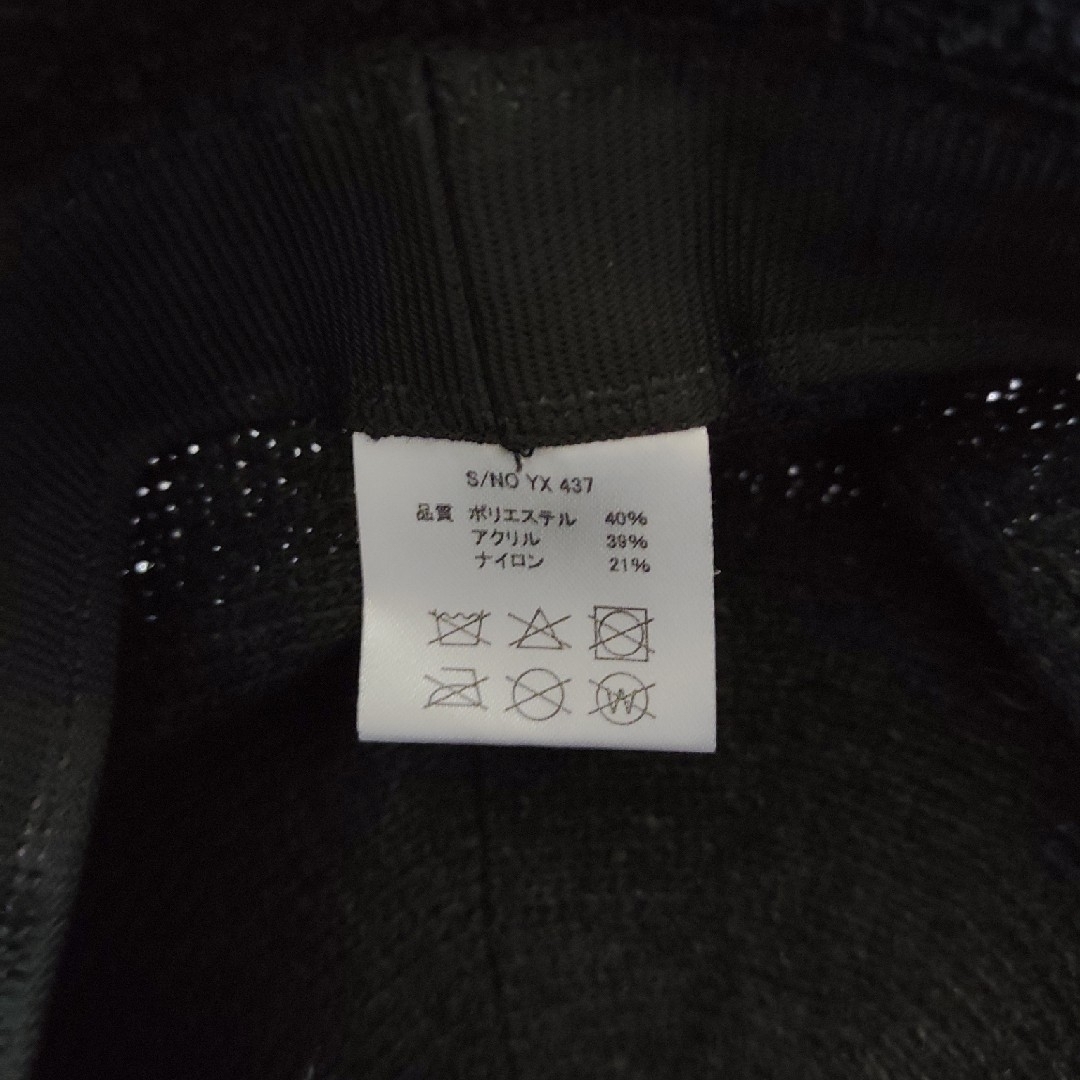 S/NO YX 437
品質 ポリエステル 40%
アクリル 39%
ナイロン 21%
W